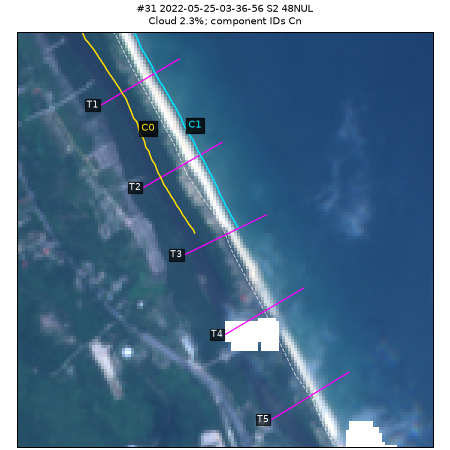 #31 2022-05-25-03-36-56 S2 48NUL
Cloud 2.3%; component IDs Cn
T1
C0
C1
T2
T3
T4
T5